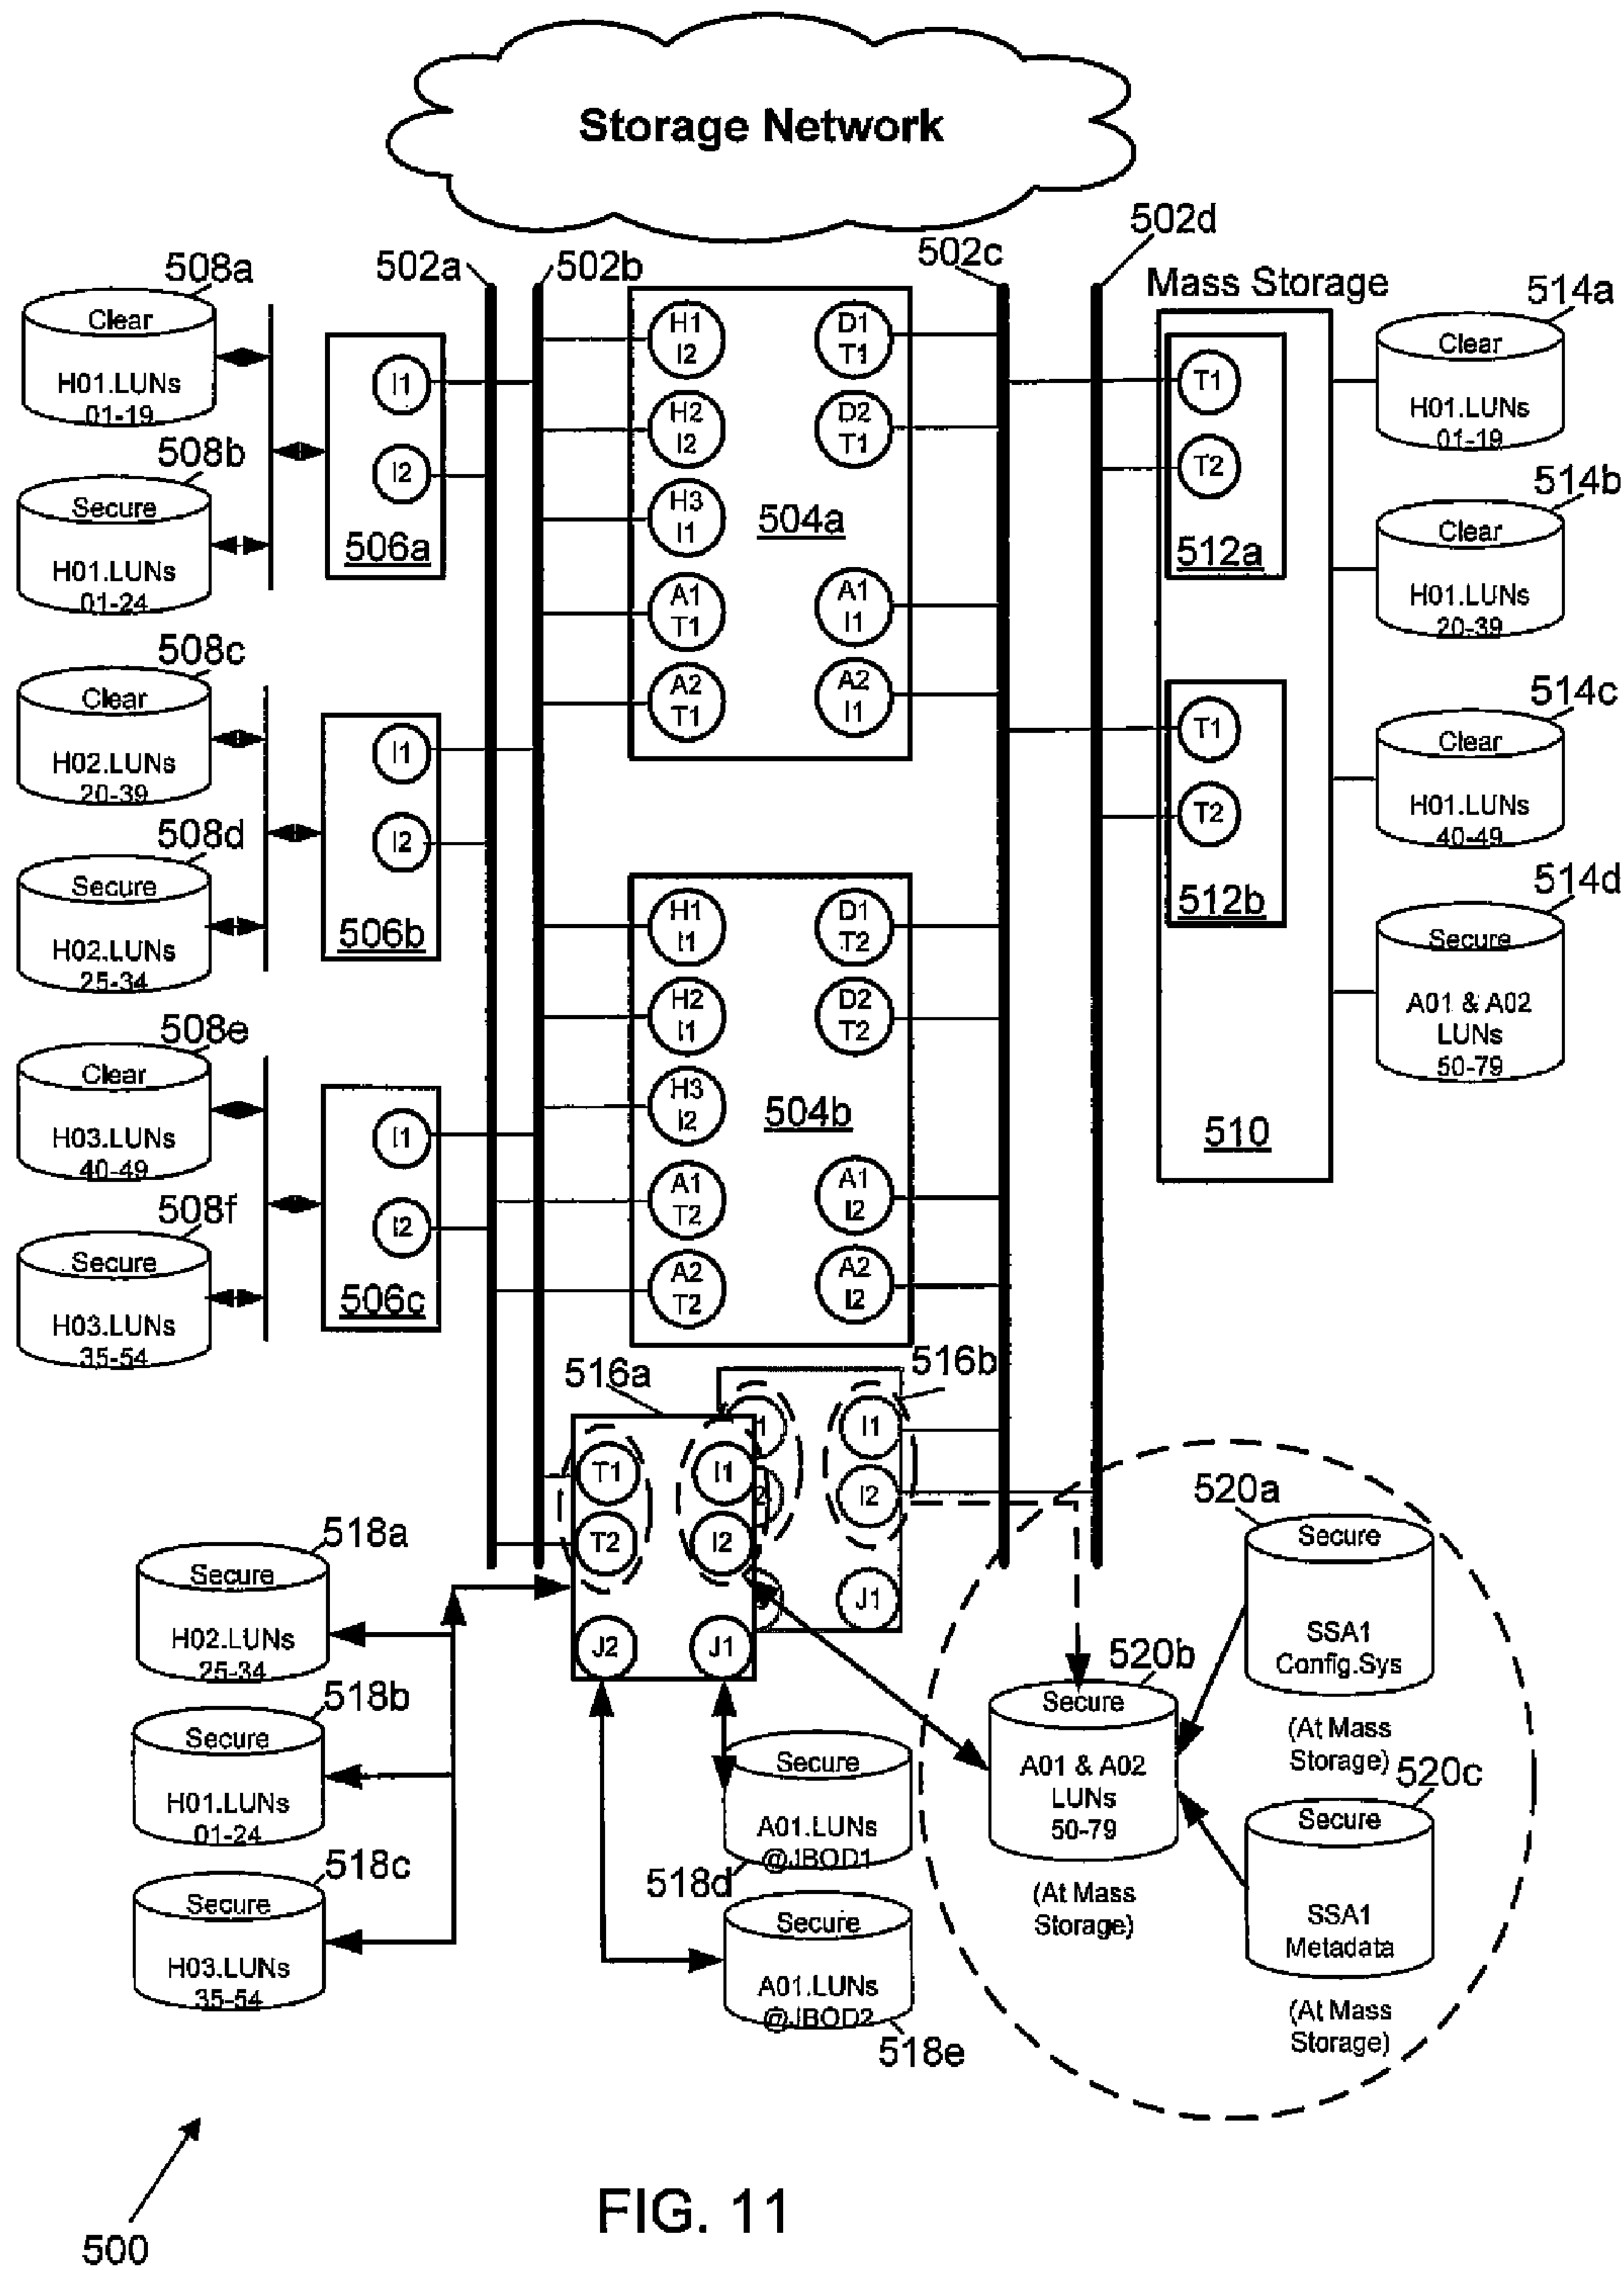 Storage Network
502d
502a
502b
502c
Mass Storage
508a
Clear
H01.LUNs
01-19
508b
Secure
H01.LUNs
01-24
508c
Clear
H02.LUNs
20-39
508d
Secure
H02.LUNs
25-34
508e
Clear
H03.LUNs
40-49
508f
Secure
H03.LUNs
35-54
I1
I2
506a
I1
I2
506b
I1
I2
506c
H1
I2
H2
I2
H3
I1
A1
T1
A2
T1
D1
T1
D2
T1
504a
A1
I1
A2
I1
H1
I1
H2
I1
H3
I2
A1
T2
A2
T2
D1
T2
D2
T2
504b
A1
I2
A2
I2
T1
T2
512a
T1
T2
512b
510
514a
Clear
H01.LUNs
01-19
514b
Clear
H01.LUNs
20-39
514c
Clear
H01.LUNs
40-49
514d
Secure
A01 & A02
LUNs
50-79
516a
T1
T2
I1
I2
J2
J1
516b
I1
I2
J1
518a
Secure
H02.LUNs
25-34
518b
Secure
H01.LUNs
01-24
518c
Secure
H03.LUNs
35-54
Secure
A01.LUNs
@JBOD1
518d
Secure
A01.LUNs
@JBOD2
518e
520a
Secure
SSA1
Config.Sys
(At Mass
Storage)
520b
Secure
A01 & A02
LUNs
50-79
(At Mass
Storage)
520c
Secure
SSA1
Metadata
(At Mass
Storage)
500
FIG. 11